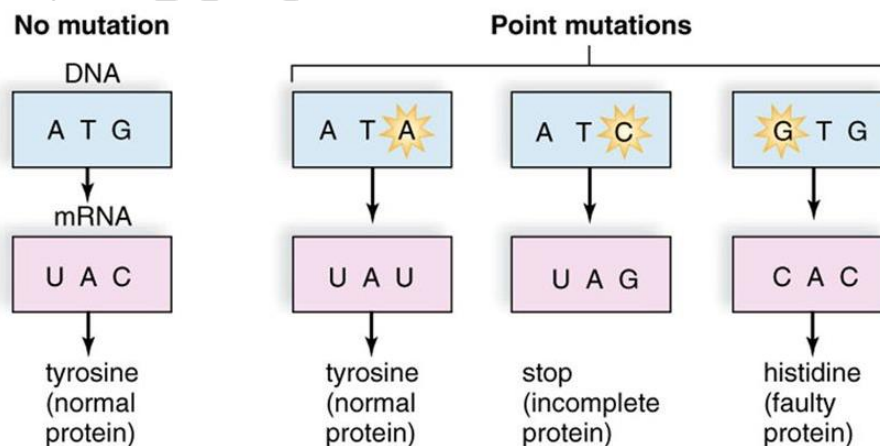 No mutation
Point mutations
DNA
A T G
A T A
A T C
G T G
mRNA
U A C
U A U
U A G
C A C
tyrosine
(normal
protein)
tyrosine
(normal
protein)
stop
(incomplete
protein)
histidine
(faulty
protein)